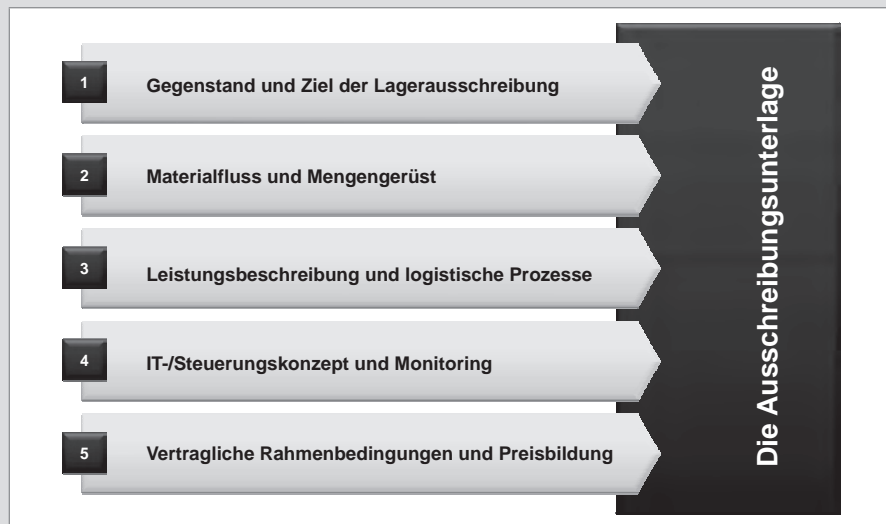 1
Gegenstand und Ziel der Lagerausschreibung
2
Materialfluss und Mengengerüst
3
Leistungsbeschreibung und logistische Prozesse
4
IT-/Steuerungskonzept und Monitoring
5
Vertragliche Rahmenbedingungen und Preisbildung
Die Ausschreibungsunterlage